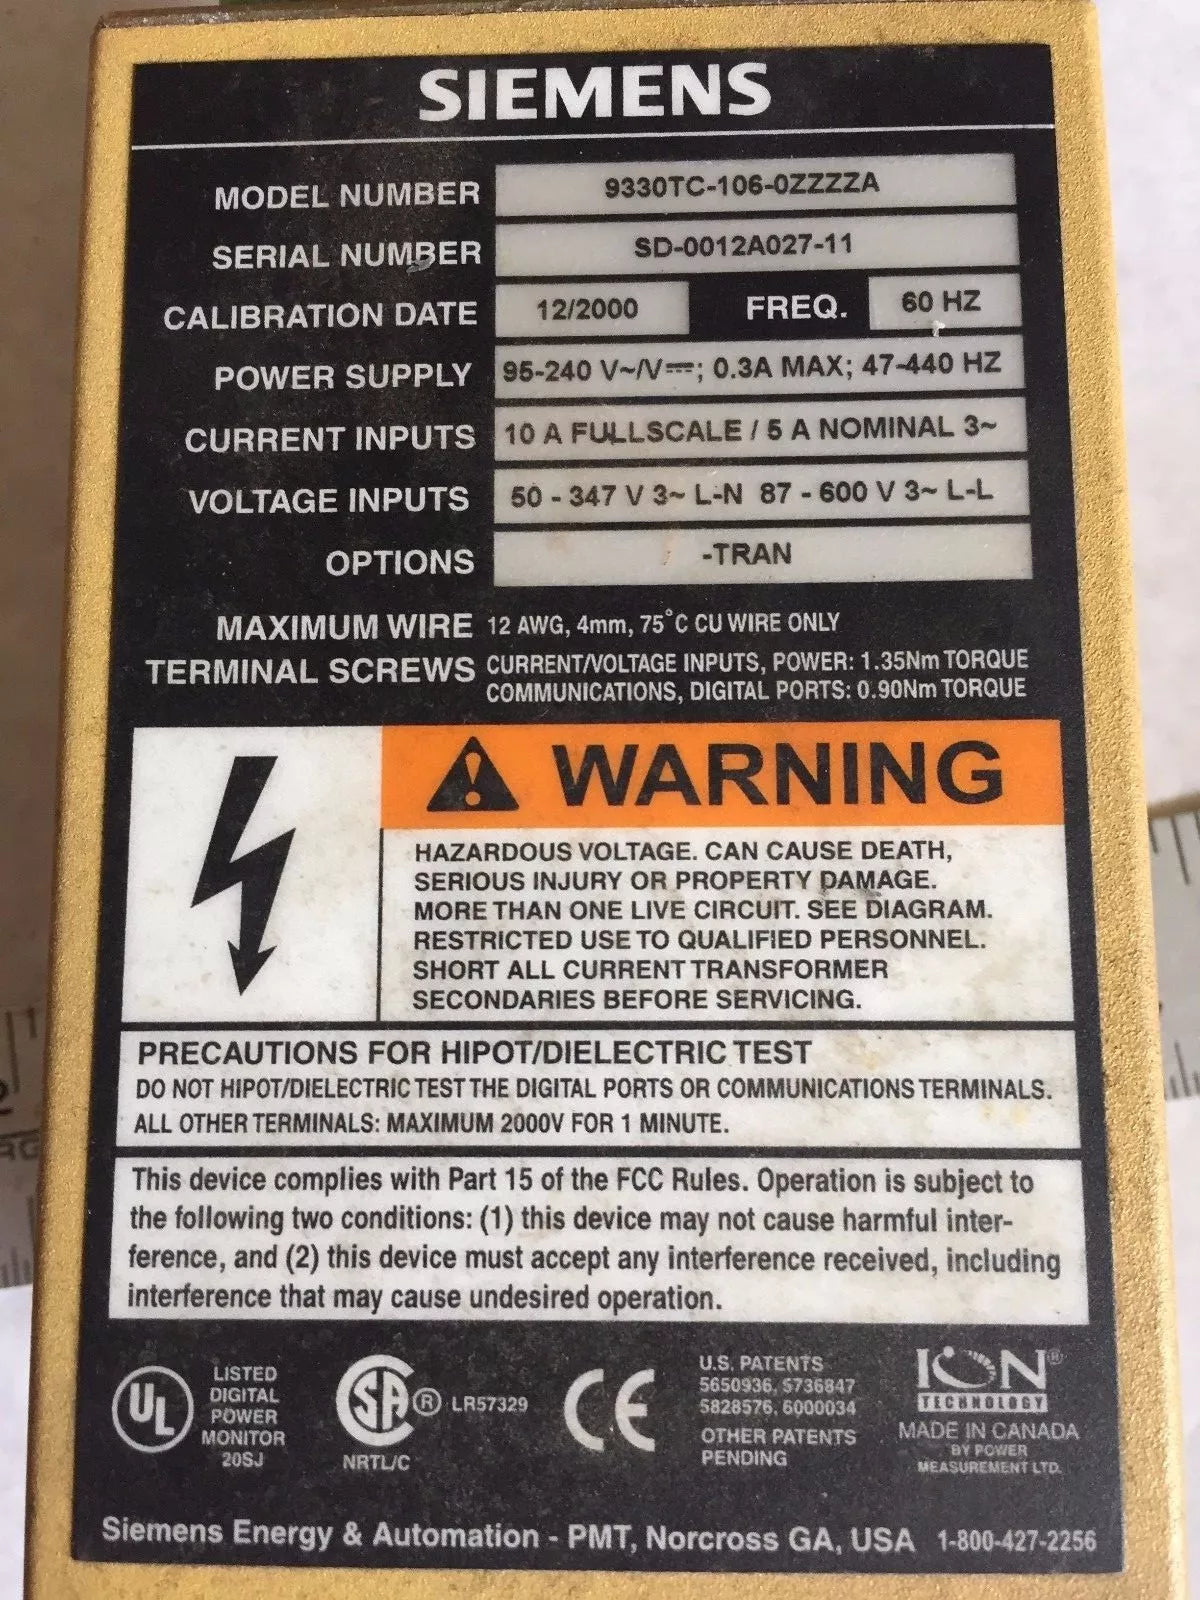 SIEMENS
MODEL NUMBER 9330TC-106-0ZZZZA
SERIAL NUMBER SD-0012A027-11
CALIBRATION DATE 12/2000 FREQ. 60 HZ
POWER SUPPLY 95-240 V~/V⎓; 0.3A MAX; 47-440 HZ
CURRENT INPUTS 10 A FULLSCALE / 5 A NOMINAL 3~
VOLTAGE INPUTS 50 - 347 V 3~ L-N 87 - 600 V 3~ L-L
OPTIONS -TRAN
MAXIMUM WIRE 12 AWG, 4mm, 75°C CU WIRE ONLY
TERMINAL SCREWS CURRENT/VOLTAGE INPUTS, POWER: 1.35Nm TORQUE
COMMUNICATIONS, DIGITAL PORTS: 0.90Nm TORQUE
WARNING
HAZARDOUS VOLTAGE. CAN CAUSE DEATH,
SERIOUS INJURY OR PROPERTY DAMAGE.
MORE THAN ONE LIVE CIRCUIT. SEE DIAGRAM.
RESTRICTED USE TO QUALIFIED PERSONNEL.
SHORT ALL CURRENT TRANSFORMER
SECONDARIES BEFORE SERVICING.
PRECAUTIONS FOR HIPOT/DIELECTRIC TEST
DO NOT HIPOT/DIELECTRIC TEST THE DIGITAL PORTS OR COMMUNICATIONS TERMINALS.
ALL OTHER TERMINALS: MAXIMUM 2000V FOR 1 MINUTE.
This device complies with Part 15 of the FCC Rules. Operation is subject to
the following two conditions: (1) this device may not cause harmful inter-
ference, and (2) this device must accept any interference received, including
interference that may cause undesired operation.
UL
LISTED
DIGITAL
POWER
MONITOR
20SJ
SA ® LR57329
NRTL/C
CE
U.S. PATENTS
5650936, 5736847
5828576, 6000034
OTHER PATENTS
PENDING
ION®
TECHNOLOGY
MADE IN CANADA
BY POWER
MEASUREMENT LTD.
Siemens Energy & Automation - PMT, Norcross GA, USA 1-800-427-2256